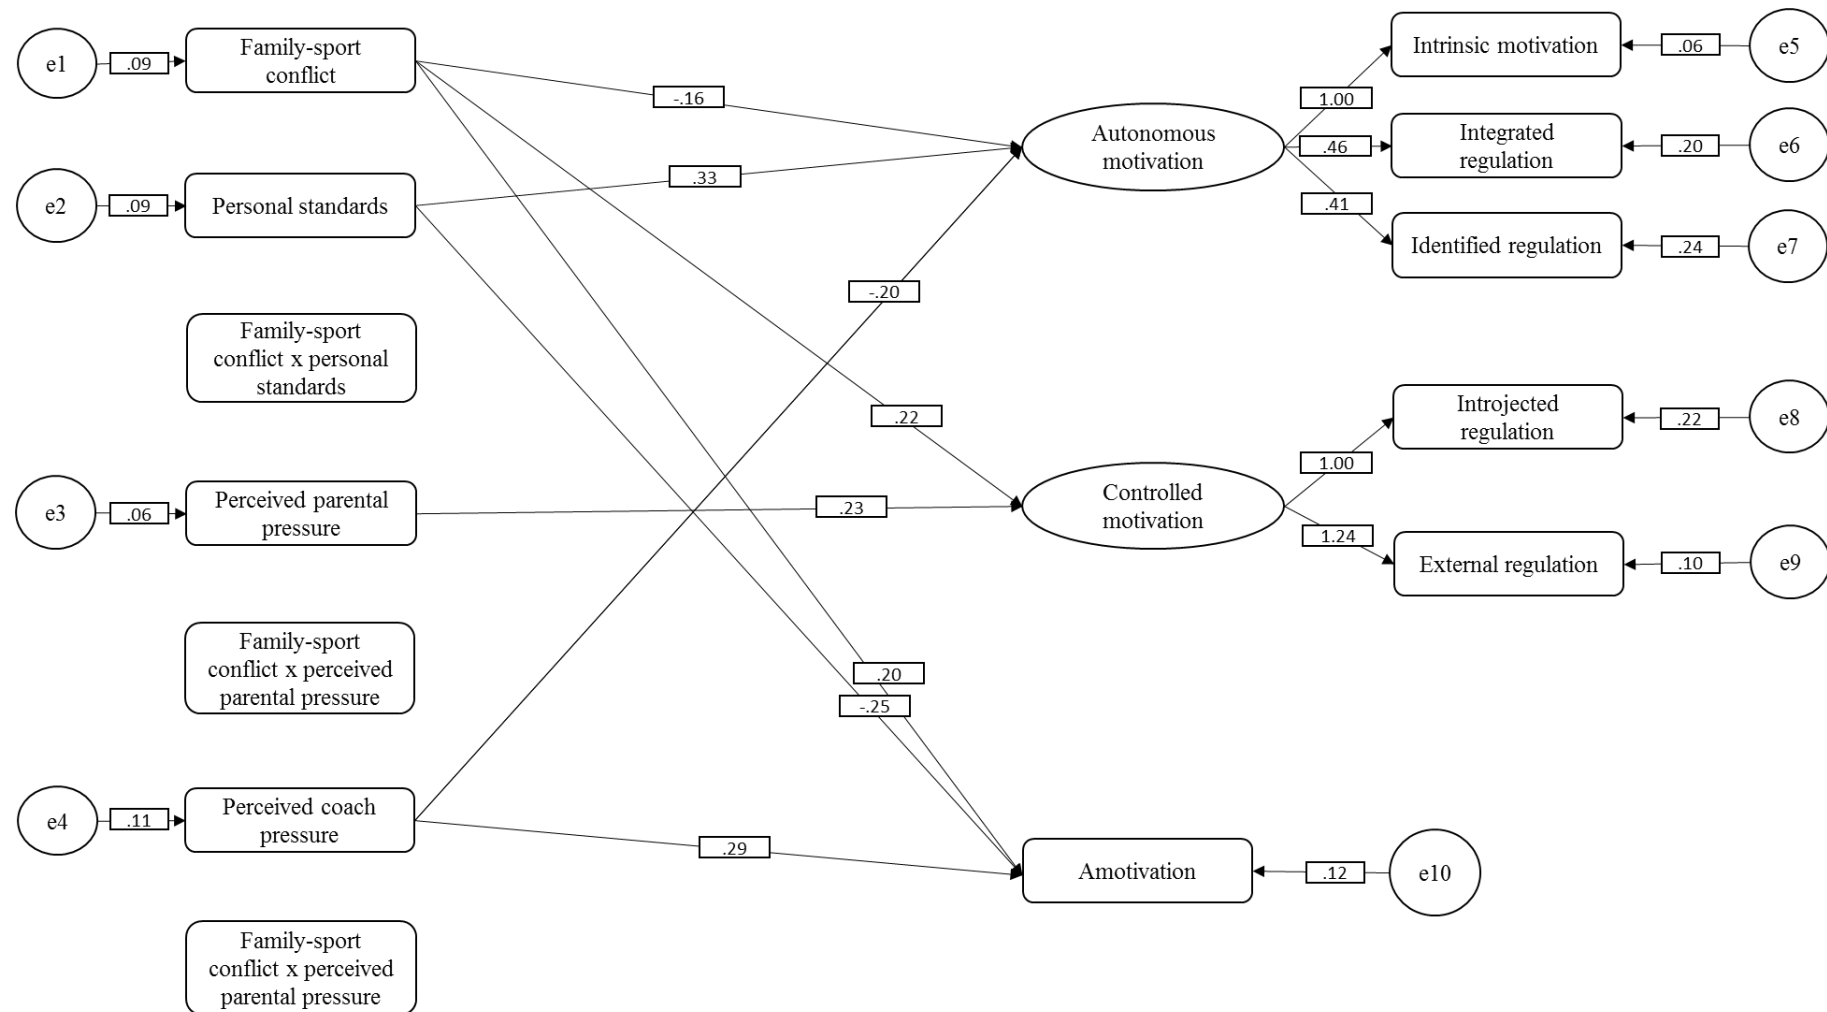 e1
.09
Family-sport
conflict
e2
.09
Personal standards
Family-sport
conflict x personal
standards
e3
.06
Perceived parental
pressure
Family-sport
conflict x perceived
parental pressure
e4
.11
Perceived coach
pressure
Family-sport
conflict x perceived
parental pressure
-.16
.33
-.20
.22
.23
.20
-.25
.29
Autonomous
motivation
1.00
.46
.41
Intrinsic motivation
.06
e5
Integrated
regulation
.20
e6
Identified regulation
.24
e7
Controlled
motivation
1.00
1.24
Introjected
regulation
.22
e8
External regulation
.10
e9
Amotivation
.12
e10